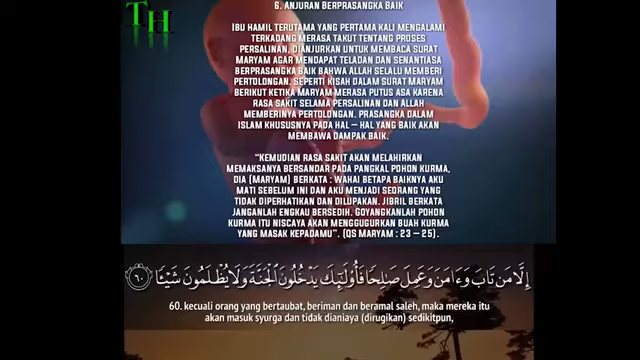 TH
6. ANJURAN BERPRASANGKA BAIK
IBU HAMIL TERUTAMA YANG PERTAMA KALI MENGALAMI
TERKADANG MERASA TAKUT TENTANG PROSES
PERSALINAN, DIANJURKAN UNTUK MEMBACA SURAT
MARYAM AGAR MENDAPAT TELADAN DAN SENANTIASA
BERPRASANGKA BAIK BAHWA ALLAH SELALU MEMBERI
PERTOLONGAN. SEPERTI KISAH DALAM SURAT MARYAM
BERIKUT KETIKA MARYAM MERASA PUTUS ASA KARENA
RASA SAKIT SELAMA PERSALINAN DAN ALLAH
MEMBERINYA PERTOLONGAN. PRASANGKA DALAM
ISLAM KHUSUSNYA PADA HAL – HAL YANG BAIK AKAN
MEMBAWA DAMPAK BAIK.
"KEMUDIAN RASA SAKIT AKAN MELAHIRKAN
MEMAKSANYA BERSANDAR PADA PANGKAL POHON KURMA,
DIA (MARYAM) BERKATA : WAHAI BETAPA BAIKNYA AKU
MATI SEBELUM INI DAN AKU MENJADI SEORANG YANG
TIDAK DIPERHATIKAN DAN DILUPAKAN. JIBRIL BERKATA
JANGANLAH ENGKAU BERSEDIH. GOYANGKANLAH POHON
KURMA ITU NISCAYA AKAN MENGGUGURKAN BUAH KURMA
YANG MASAK KEPADAMU". (QS MARYAM : 23 – 25).
إِلَّا مَن تَابَ وَءَامَنَ وَعَمِلَ صَٰلِحًا فَأُو۟لَٰٓئِكَ يَدْخُلُونَ ٱلْجَنَّةَ وَلَا يُظْلَمُونَ شَيْـًٔا ٦٠
60. kecuali orang yang bertaubat, beriman dan beramal saleh, maka mereka itu
akan masuk syurga dan tidak dianiaya (dirugikan) sedikitpun,